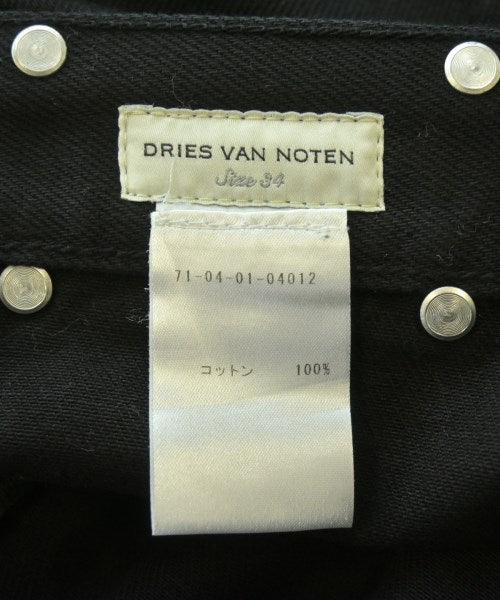 DRIES VAN NOTEN
Size 34
71-04-01-04012
コットン 100%